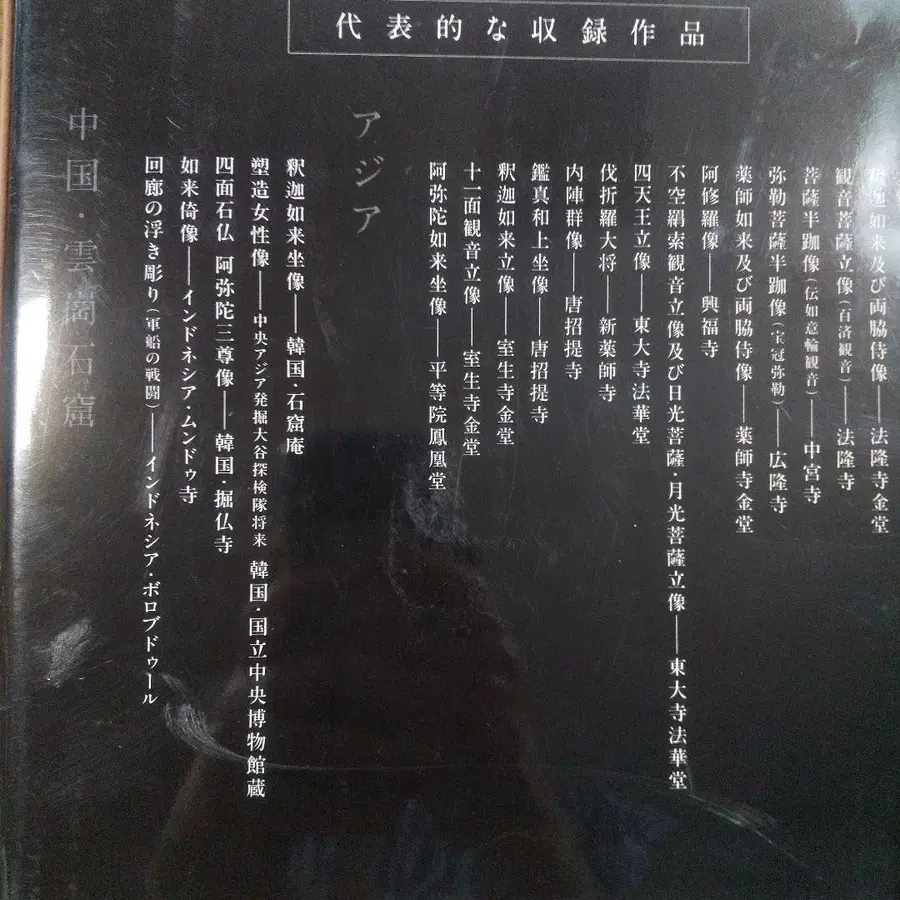 代表的な収録作品
釈迦如来及び両脇侍像――法隆寺金堂
観音菩薩立像（百済観音）――法隆寺
菩薩半跏像（伝如意輪観音）――中宮寺
弥勒菩薩半跏像（宝冠弥勒）――広隆寺
薬師如来及び両脇侍像――薬師寺金堂
阿修羅像――興福寺
不空羂索観音立像及び日光菩薩・月光菩薩立像――東大寺法華堂
四天王立像――東大寺法華堂
伐折羅大将――新薬師寺
内陣群像――唐招提寺
鑑真和上坐像――唐招提寺
釈迦如来立像――室生寺金堂
十一面観音立像――室生寺金堂
阿弥陀如来坐像――平等院鳳凰堂
アジア
釈迦如来坐像――韓国・石窟庵
塑造女性像――中央アジア発掘大谷探検隊将来 韓国・国立中央博物館蔵
四面石仏 阿弥陀三尊像――韓国・掘仏寺
如来倚像――インドネシア・ムンドゥ寺
回廊の浮き彫り（軍船の戦闘）――インドネシア・ボロブドゥール
中国・雲崗石窟